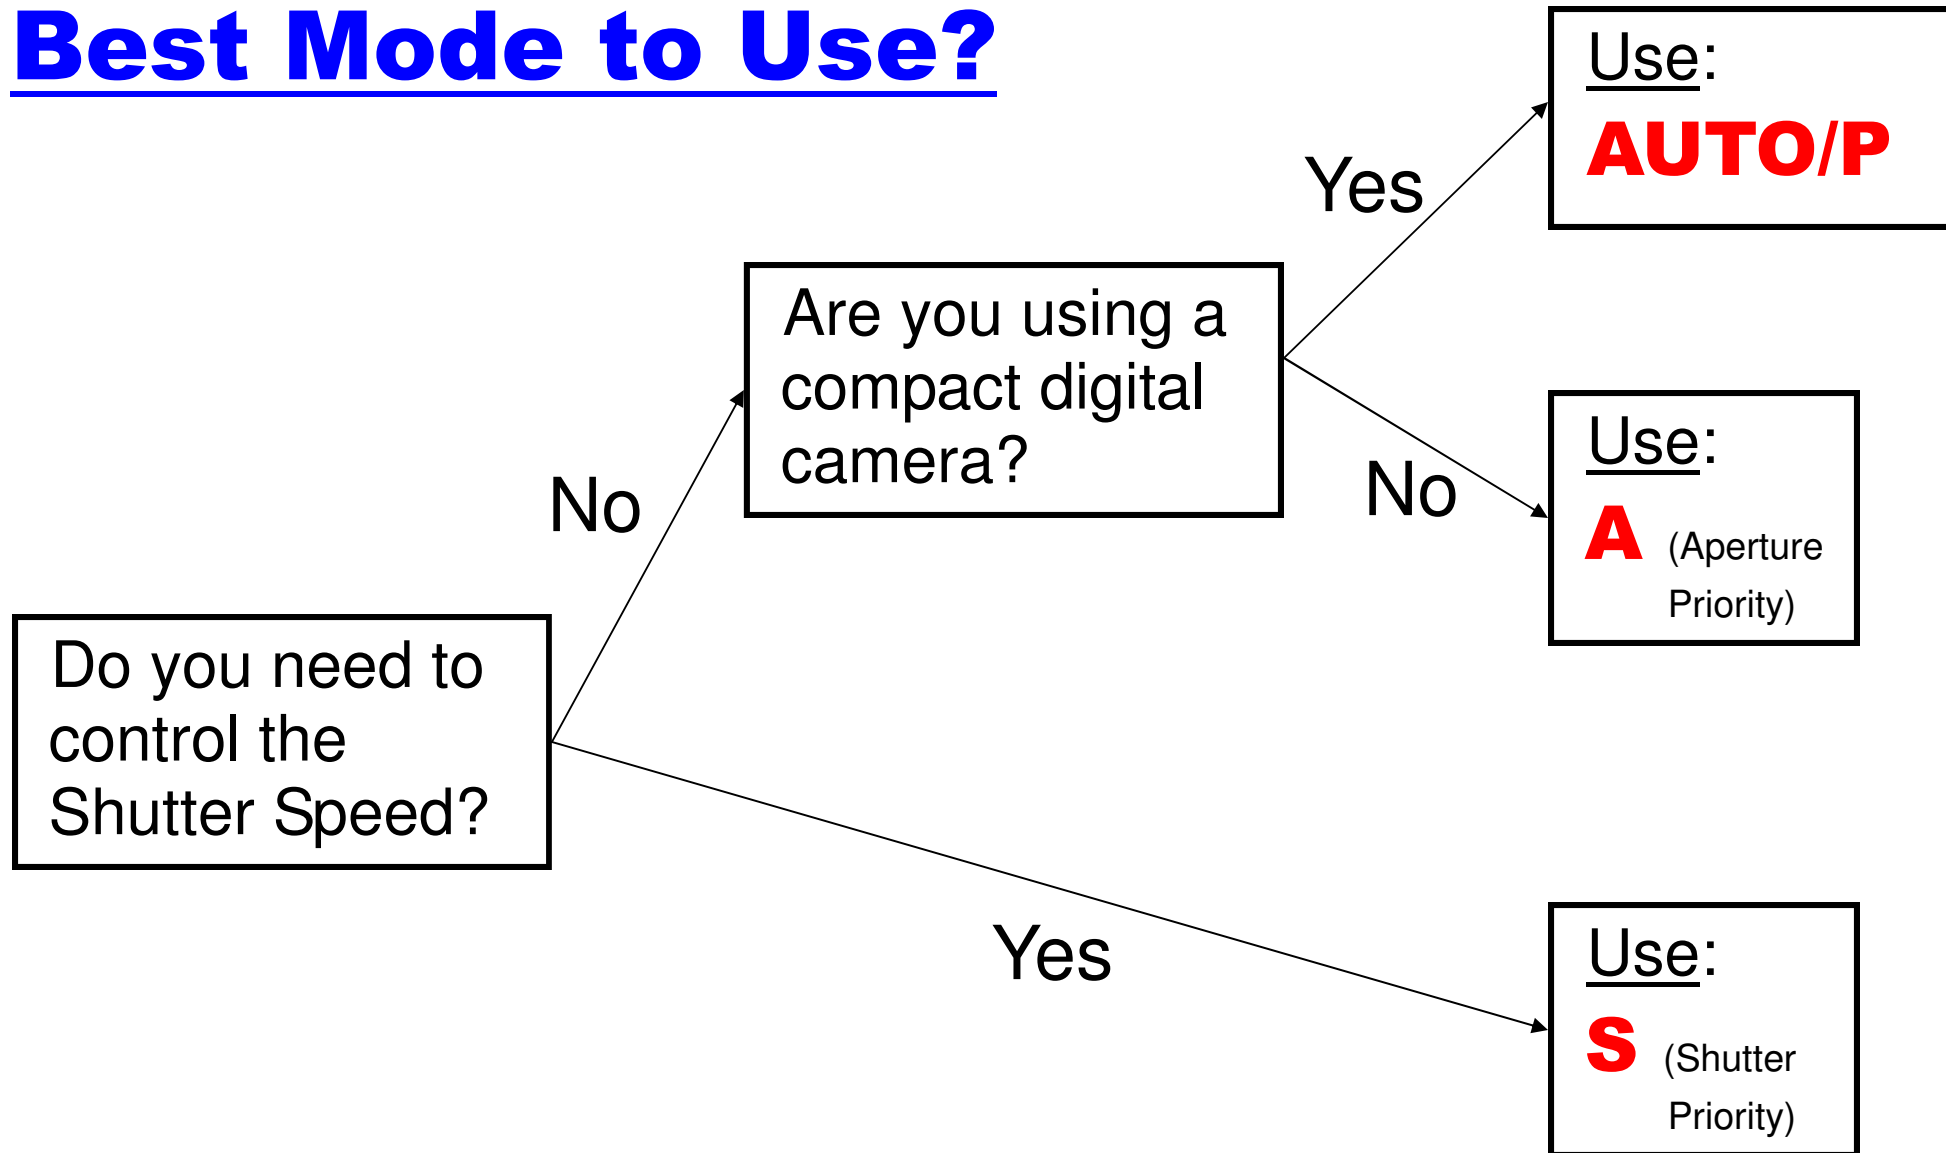 Best Mode to Use?
Use:
AUTO/P
Yes
Are you using a
compact digital
camera?
No
Use:
A (Aperture
Priority)
No
Do you need to
control the
Shutter Speed?
Yes
Use:
S (Shutter
Priority)